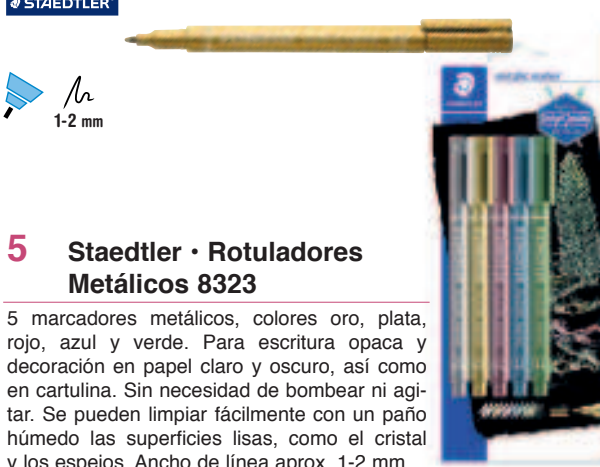 STAEDTLER
1-2 mm
5 Staedtler • Rotuladores
Metálicos 8323
5 marcadores metálicos, colores oro, plata,
rojo, azul y verde. Para escritura opaca y
decoración en papel claro y oscuro, así como
en cartulina. Sin necesidad de bombear ni agi-
tar. Se pueden limpiar fácilmente con un paño
húmedo las superficies lisas, como el cristal
y los espejos. Ancho de línea aprox. 1-2 mm
metallic marker